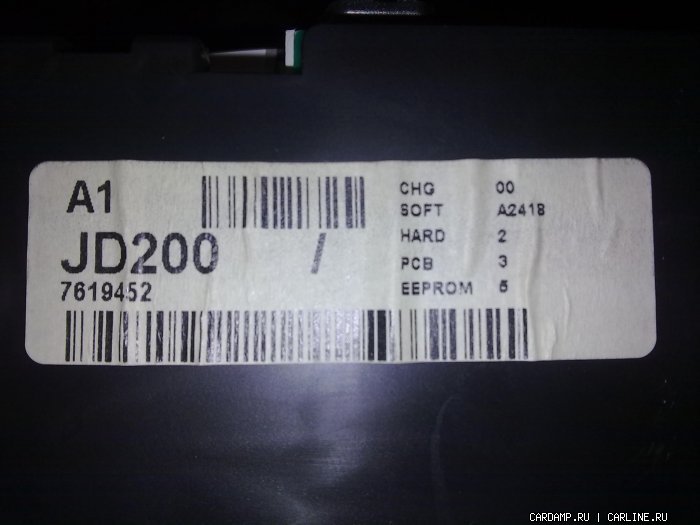 A1
JD200 /
7619452
CHG 00
SOFT A2418
HARD 2
PCB 3
EEPROM 5
CARDAMP.RU | CARLINE.RU